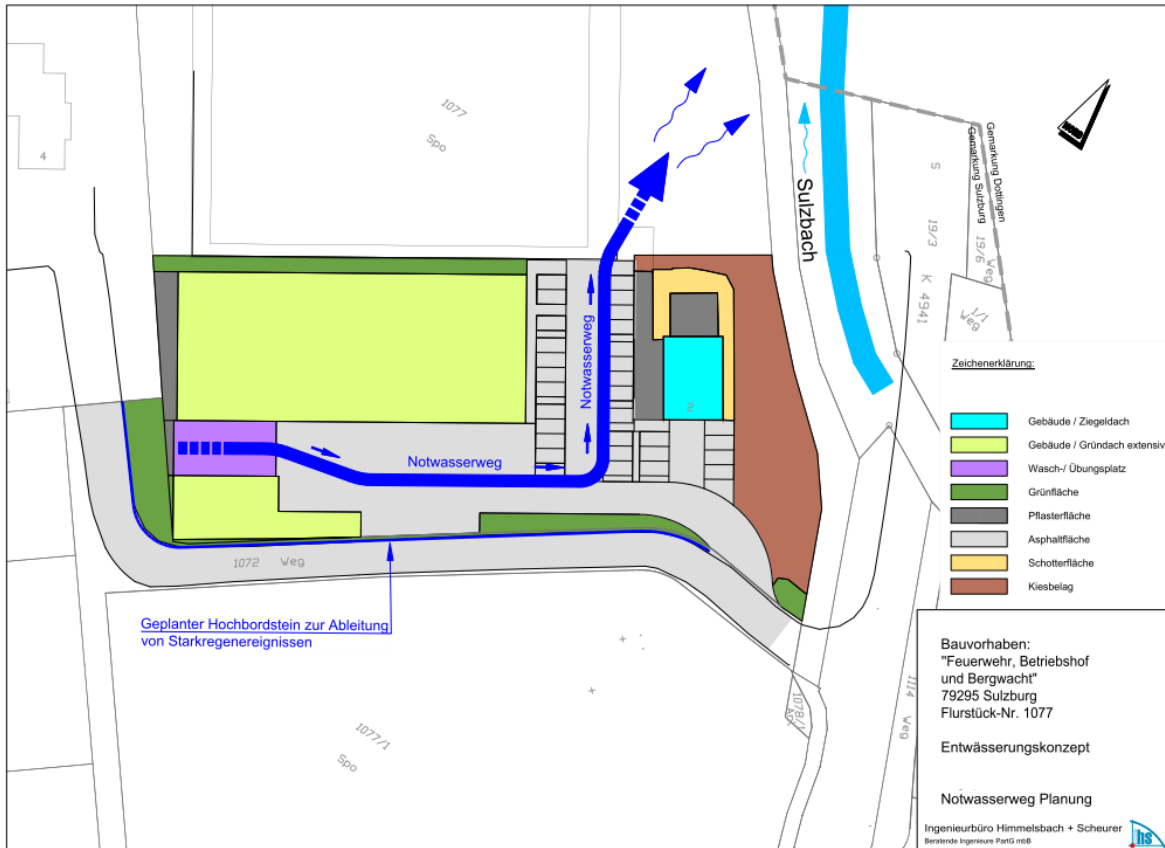 1077
Spo
4
NORD
Gemarkung Dottingen
Gemarkung Sulzburg
S
19/3
K 4941
19/6
Weg
1/1
Weg
Sulzbach
Notwasserweg
Notwasserweg
2
1072 Weg
Geplanter Hochbordstein zur Ableitung
von Starkregenereignissen
1077/1
Spo
1078/1
1114
Weg
Zeichenerklärung:
Gebäude / Ziegeldach
Gebäude / Gründach extensiv
Wasch-/ Übungsplatz
Grünfläche
Pflasterfläche
Asphaltfläche
Schotterfläche
Kiesbelag
Bauvorhaben:
"Feuerwehr, Betriebshof
und Bergwacht"
79295 Sulzburg
Flurstück-Nr. 1077
Entwässerungskonzept
Notwasserweg Planung
Ingenieurbüro Himmelsbach + Scheurer
Beratende Ingenieure PartG mbB
hs